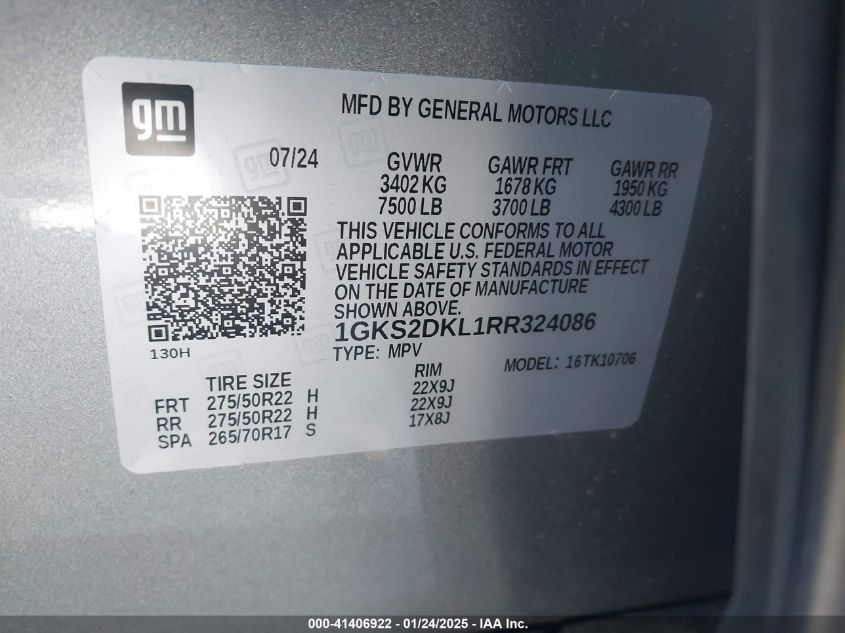 gm
MFD BY GENERAL MOTORS LLC
07/24 GVWR GAWR FRT GAWR RR
3402 KG 1678 KG 1950 KG
7500 LB 3700 LB 4300 LB
THIS VEHICLE CONFORMS TO ALL
APPLICABLE U.S. FEDERAL MOTOR
VEHICLE SAFETY STANDARDS IN EFFECT
ON THE DATE OF MANUFACTURE
SHOWN ABOVE.
1GKS2DKL1RR324086
130H
TYPE: MPV MODEL: 16TK10706
TIRE SIZE RIM
FRT 275/50R22 H 22X9J
RR 275/50R22 H 22X9J
SPA 265/70R17 S 17X8J
000-41406922 - 01/24/2025 - IAA Inc.